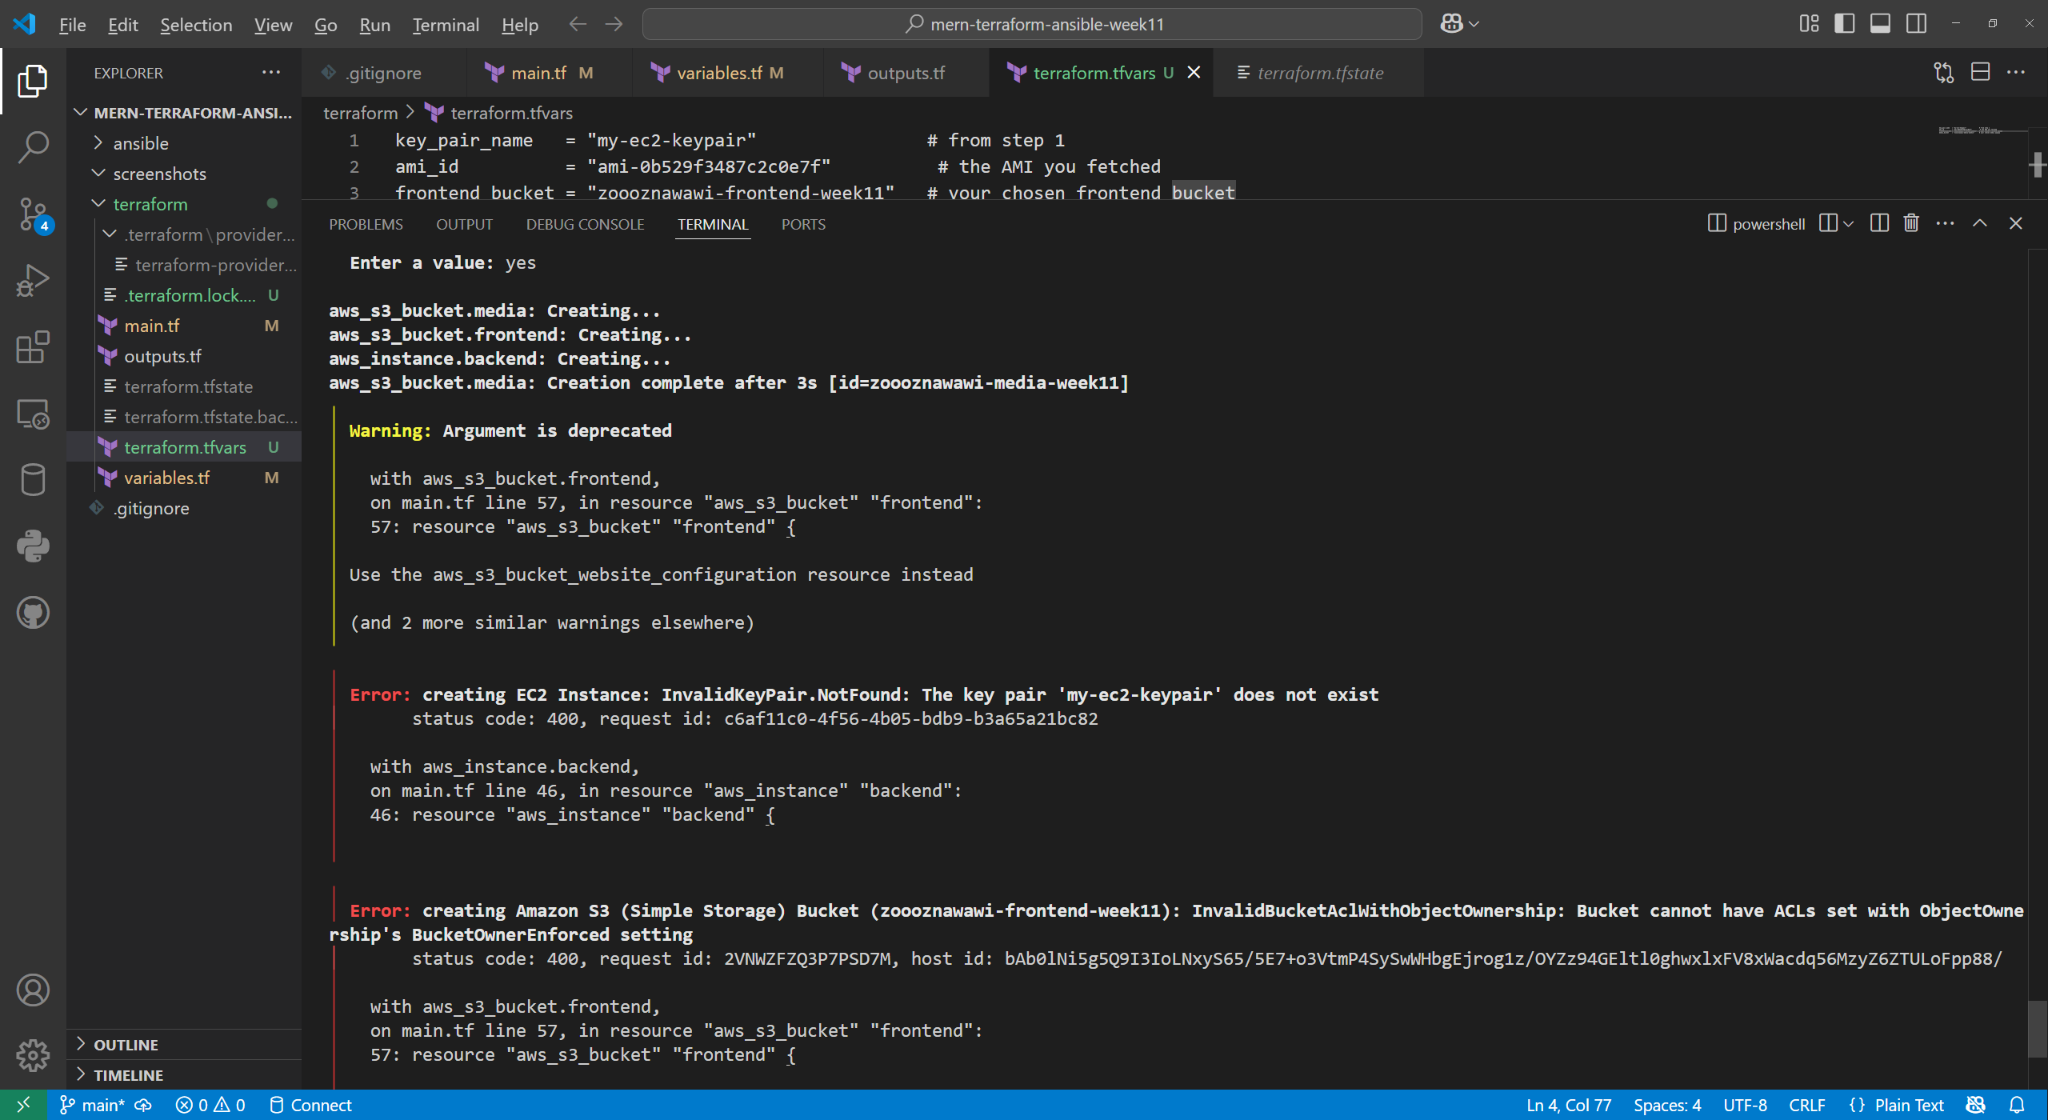 File Edit Selection View Go Run Terminal Help
mern-terraform-ansible-week11
EXPLORER
.gitignore
main.tf M
variables.tf M
outputs.tf
terraform.tfvars U
terraform.tfstate
MERN-TERRAFORM-ANSI...
ansible
screenshots
terraform
.terraform\provider...
terraform-provider...
.terraform.lock.... U
main.tf M
outputs.tf
terraform.tfstate
terraform.tfstate.bac...
terraform.tfvars U
variables.tf M
.gitignore
4
OUTLINE
TIMELINE
terraform > terraform.tfvars
1 key_pair_name = "my-ec2-keypair" # from step 1
2 ami_id = "ami-0b529f3487c2c0e7f" # the AMI you fetched
3 frontend_bucket = "zoooznawawi-frontend-week11" # your chosen frontend bucket
PROBLEMS OUTPUT DEBUG CONSOLE TERMINAL PORTS
powershell
Enter a value: yes
aws_s3_bucket.media: Creating...
aws_s3_bucket.frontend: Creating...
aws_instance.backend: Creating...
aws_s3_bucket.media: Creation complete after 3s [id=zoooznawawi-media-week11]
Warning: Argument is deprecated
with aws_s3_bucket.frontend,
on main.tf line 57, in resource "aws_s3_bucket" "frontend":
57: resource "aws_s3_bucket" "frontend" {
Use the aws_s3_bucket_website_configuration resource instead
(and 2 more similar warnings elsewhere)
Error: creating EC2 Instance: InvalidKeyPair.NotFound: The key pair 'my-ec2-keypair' does not exist
status code: 400, request id: c6af11c0-4f56-4b05-bdb9-b3a65a21bc82
with aws_instance.backend,
on main.tf line 46, in resource "aws_instance" "backend":
46: resource "aws_instance" "backend" {
Error: creating Amazon S3 (Simple Storage) Bucket (zoooznawawi-frontend-week11): InvalidBucketAclWithObjectOwnership: Bucket cannot have ACLs set with ObjectOwne
rship's BucketOwnerEnforced setting
status code: 400, request id: 2VNWZFZQ3P7PSD7M, host id: bAb0lNi5g5Q9I3IoLNxyS65/5E7+o3VtmP4SySwWHbgEjrog1z/OYZz94GEltl0ghwxlxFV8xWacdq56MzyZ6ZTULoFpp88/
with aws_s3_bucket.frontend,
on main.tf line 57, in resource "aws_s3_bucket" "frontend":
57: resource "aws_s3_bucket" "frontend" {
main* 0 0 Connect
Ln 4, Col 77 Spaces: 4 UTF-8 CRLF {} Plain Text